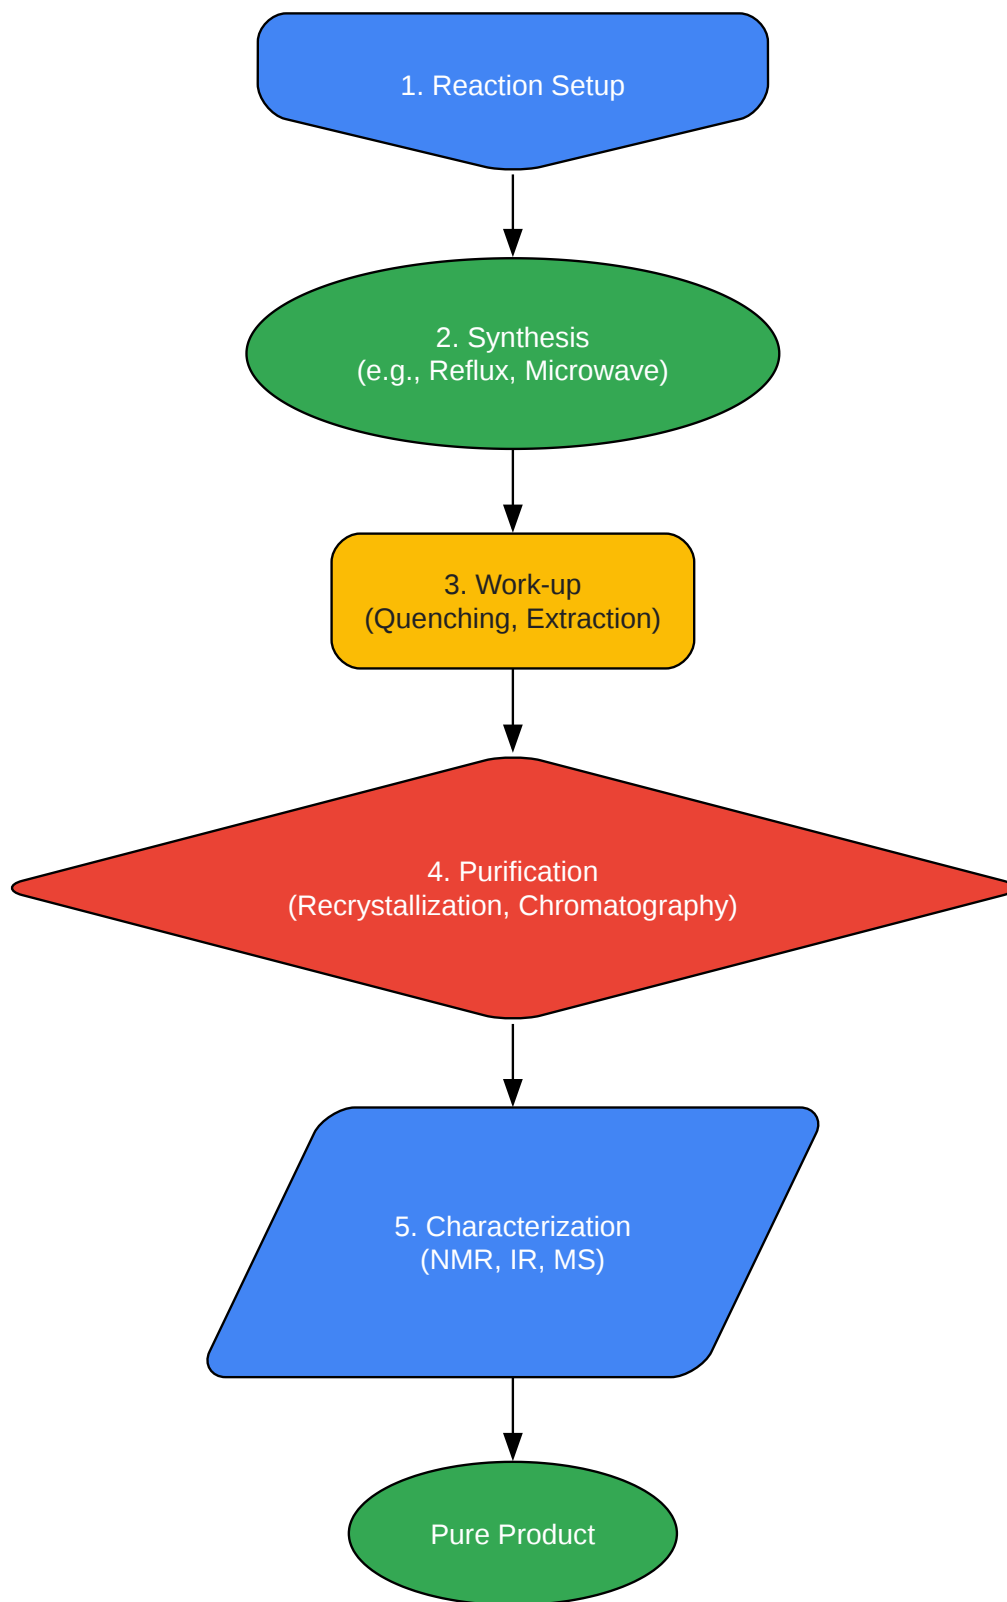 1. Reaction Setup
2. Synthesis
(e.g., Reflux, Microwave)
3. Work-up
(Quenching, Extraction)
4. Purification
(Recrystallization, Chromatography)
5. Characterization
(NMR, IR, MS)
Pure Product